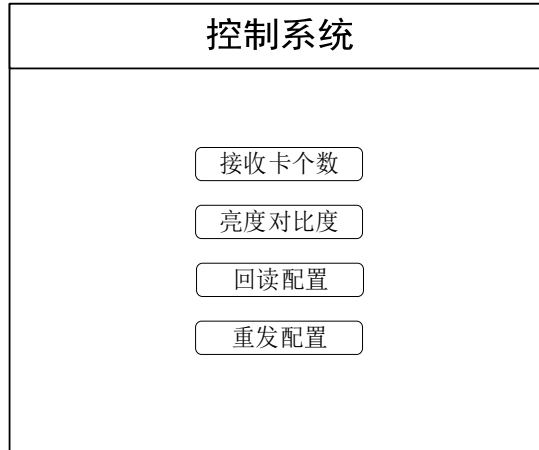 控制系统
接收卡个数
亮度对比度
回读配置
重发配置